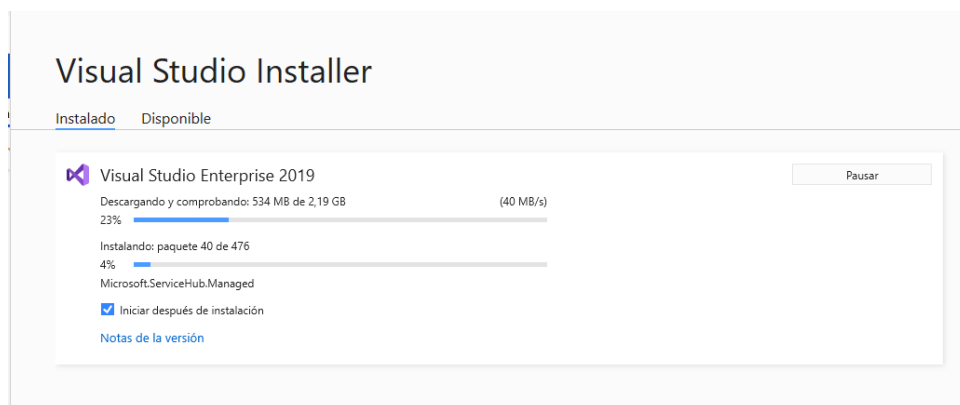 Visual Studio Installer
Instalado Disponible
Visual Studio Enterprise 2019 Pausar
Descargando y comprobando: 534 MB de 2,19 GB (40 MB/s)
23%
Instalando: paquete 40 de 476
4%
Microsoft.ServiceHub.Managed
Iniciar después de instalación
Notas de la versión